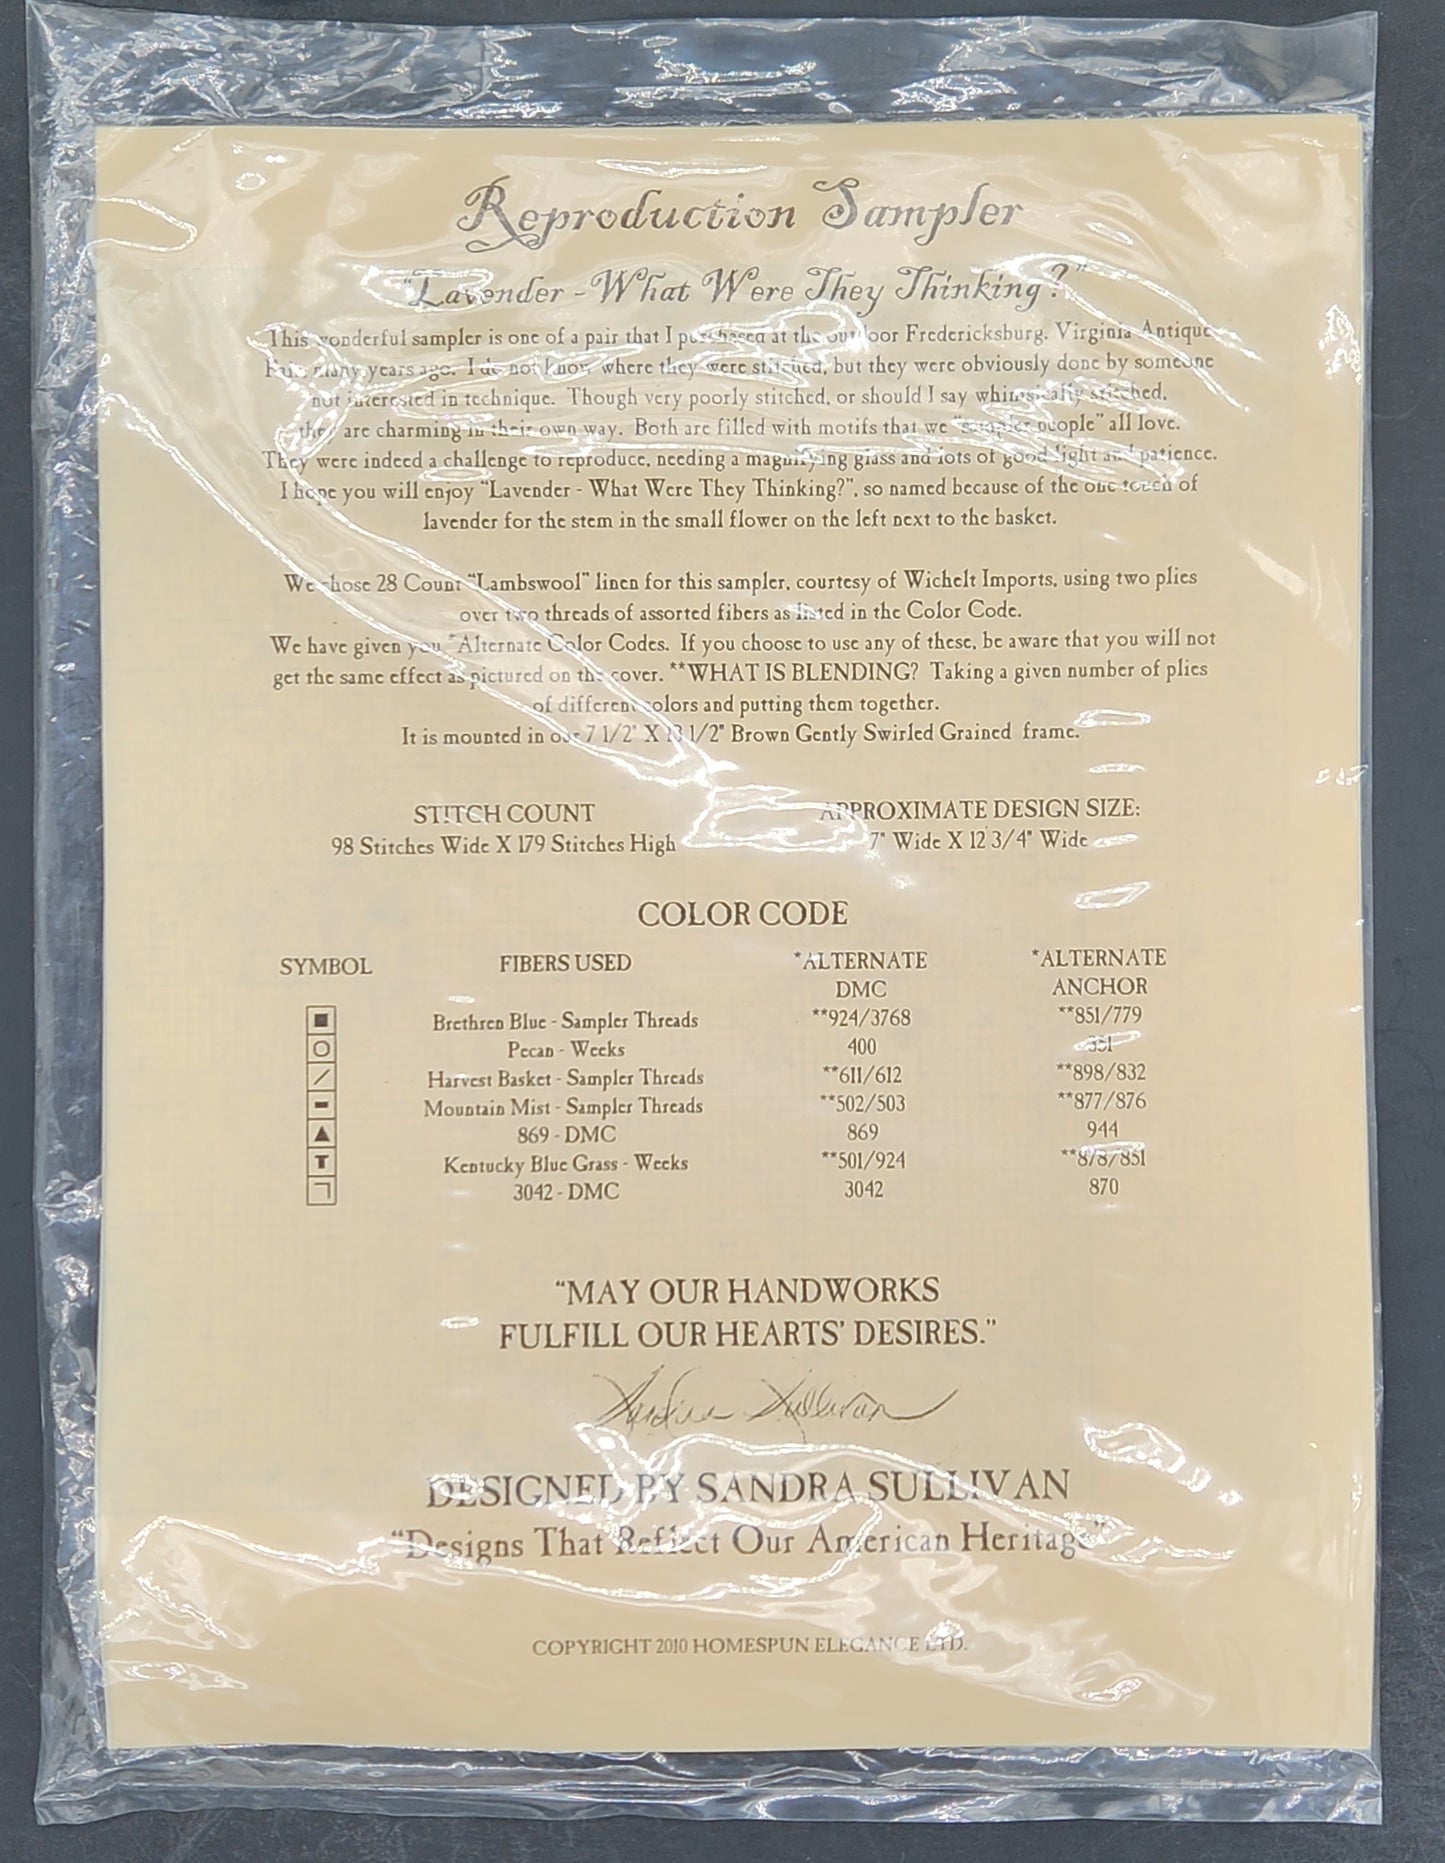 Reproduction Sampler
"Lavender - What Were They Thinking?"
This wonderful sampler is one of a pair that I purchased at the outdoor Fredericksburg, Virginia Antique
Fair many years ago. I do not know where they were stitched, but they were obviously done by someone
not interested in technique. Though very poorly stitched, or should I say whimsically stitched,
they are charming in their own way. Both are filled with motifs that we "sampler people" all love.
They were indeed a challenge to reproduce, needing a magnifying glass and lots of good light and patience.
I hope you will enjoy "Lavender - What Were They Thinking?", so named because of the one touch of
lavender for the stem in the small flower on the left next to the basket.
We chose 28 Count "Lambswool" linen for this sampler, courtesy of Wichelt Imports, using two plies
over two threads of assorted fibers as listed in the Color Code.
We have given you *Alternate Color Codes. If you choose to use any of these, be aware that you will not
get the same effect as pictured on the cover. **WHAT IS BLENDING? Taking a given number of plies
of different colors and putting them together.
It is mounted in our 7 1/2" X 13 1/2" Brown Gently Swirled Grained frame.
STITCH COUNT APPROXIMATE DESIGN SIZE:
98 Stitches Wide X 179 Stitches High 7" Wide X 12 3/4" Wide
COLOR CODE
SYMBOL FIBERS USED *ALTERNATE *ALTERNATE
DMC ANCHOR
Brethren Blue - Sampler Threads **924/3768 **851/779
Pecan - Weeks 400 351
Harvest Basket - Sampler Threads **611/612 **898/832
Mountain Mist - Sampler Threads **502/503 **877/876
869 - DMC 869 944
T Kentucky Blue Grass - Weeks **501/924 **878/851
3042 - DMC 3042 870
"MAY OUR HANDWORKS
FULFILL OUR HEARTS' DESIRES."
Sandra Sullivan
DESIGNED BY SANDRA SULLIVAN
"Designs That Reflect Our American Heritage"
COPYRIGHT 2010 HOMESPUN ELEGANCE LTD.